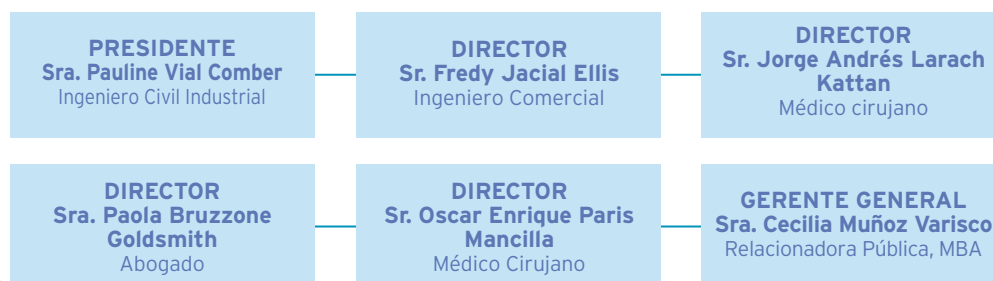 PRESIDENTE
Sra. Pauline Vial Comber
Ingeniero Civil Industrial
DIRECTOR
Sr. Fredy Jacial Ellis
Ingeniero Comercial
DIRECTOR
Sr. Jorge Andrés Larach
Kattan
Médico cirujano
DIRECTOR
Sra. Paola Bruzzone
Goldsmith
Abogado
DIRECTOR
Sr. Oscar Enrique Paris
Mancilla
Médico Cirujano
GERENTE GENERAL
Sra. Cecilia Muñoz Varisco
Relacionadora Pública, MBA